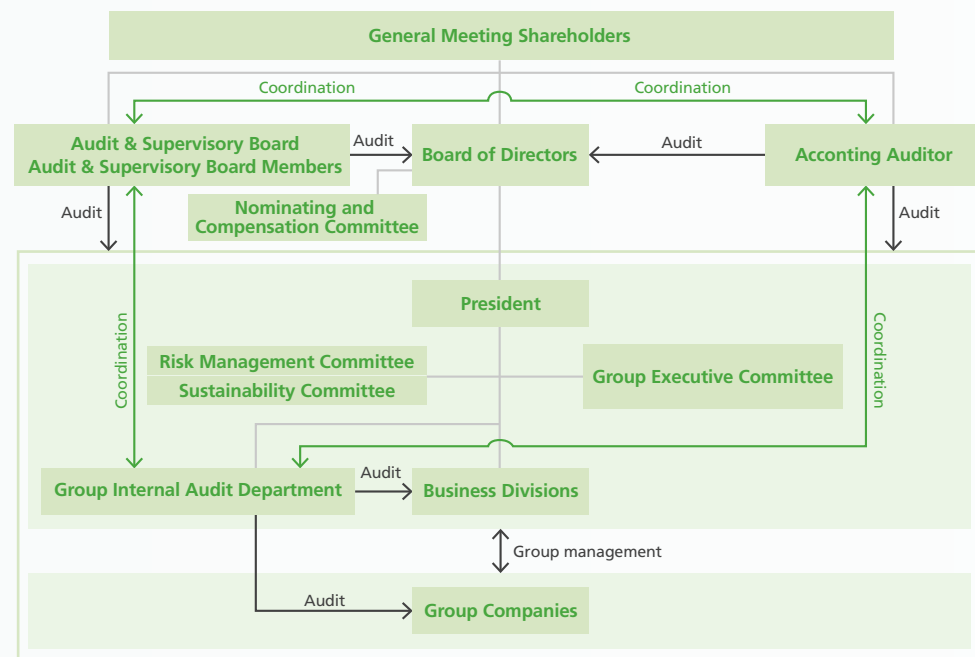 General Meeting Shareholders
Coordination
Coordination
Audit & Supervisory Board
Audit & Supervisory Board Members
Audit
Board of Directors
Audit
Acconting Auditor
Audit
Nominating and
Compensation Committee
Audit
President
Coordination
Risk Management Committee
Sustainability Committee
Group Executive Committee
Coordination
Group Internal Audit Department
Audit
Business Divisions
Group management
Audit
Group Companies